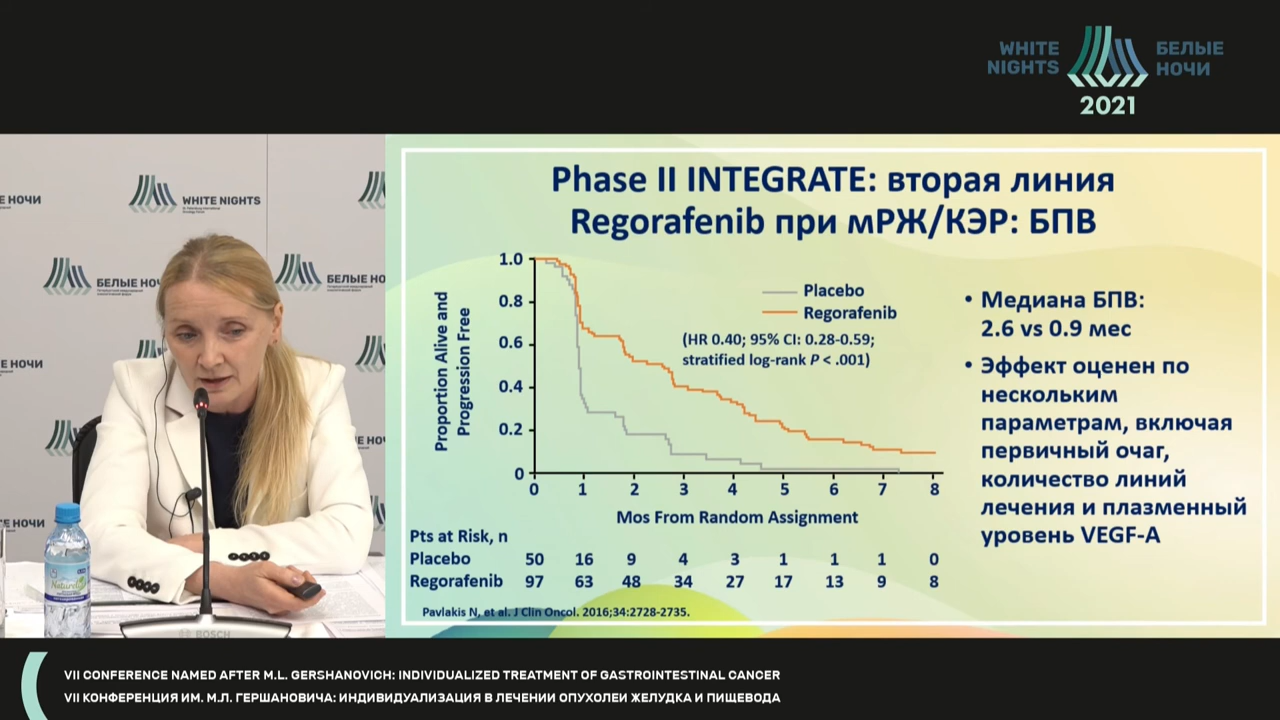 WHITE NIGHTS
БЕЛЫЕ НОЧИ
2021
Е НОЧИ
WHITE NIGHTS
БЕЛЫЕ НОЧ
БЕЛЫЕ НО
Е НОЧИ
Е НО
Е НОЧИ
BOSCH
Phase II INTEGRATE: вторая линия
Regorafenib при мРЖ/КЭР: БПВ
Proportion Alive and
Progression Free
1.0
0.8
0.6
0.4
0.2
0
0 1 2 3 4 5 6 7 8
Mos From Random Assignment
Placebo
Regorafenib
(HR 0.40; 95% CI: 0.28-0.59;
stratified log-rank P < .001)
• Медиана БПВ:
2.6 vs 0.9 мес
• Эффект оценен по
нескольким
параметрам, включая
первичный очаг,
количество линий
лечения и плазменный
уровень VEGF-A
Pts at Risk, n
Placebo 50 16 9 4 3 1 1 1 0
Regorafenib 97 63 48 34 27 17 13 9 8
Pavlakis N, et al. J Clin Oncol. 2016;34:2728-2735.
VII CONFERENCE NAMED AFTER M.L. GERSHANOVICH: INDIVIDUALIZED TREATMENT OF GASTROINTESTINAL CANCER
VII КОНФЕРЕНЦИЯ ИМ. М.Л. ГЕРШАНОВИЧА: ИНДИВИДУАЛИЗАЦИЯ В ЛЕЧЕНИИ ОПУХОЛЕИ ЖЕЛУДКА И ПИЩЕВОДА